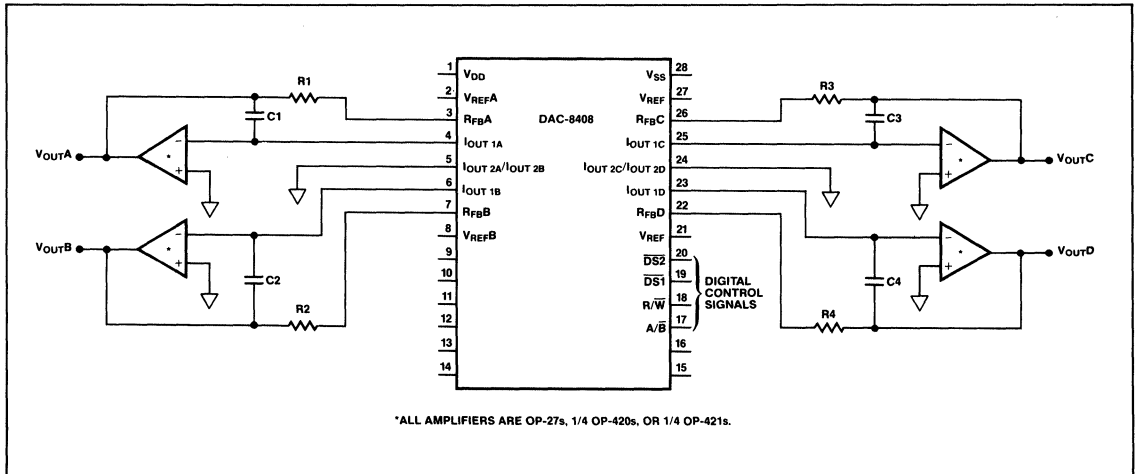 R1
C1
VOUTA
*
-
+
VOUTB
*
-
+
C2
R2
1 VDD
2 VREFA
3 RFBA
4 IOUT 1A
5 IOUT 2A/IOUT 2B
6 IOUT 1B
7 RFBB
8 VREFB
9
10
11
12
13
14
DAC-8408
VSS 28
VREF 27
RFBC 26
IOUT 1C 25
IOUT 2C/IOUT 2D 24
IOUT 1D 23
RFBD 22
VREF 21
D̅S̅2̅ 20
D̅S̅1̅ 19
R/W̅ 18
A/B̅ 17
16
15
DIGITAL
CONTROL
SIGNALS
R3
C3
-
+
*
VOUTC
-
+
*
VOUTD
C4
R4
*ALL AMPLIFIERS ARE OP-27s, 1/4 OP-420s, OR 1/4 OP-421s.